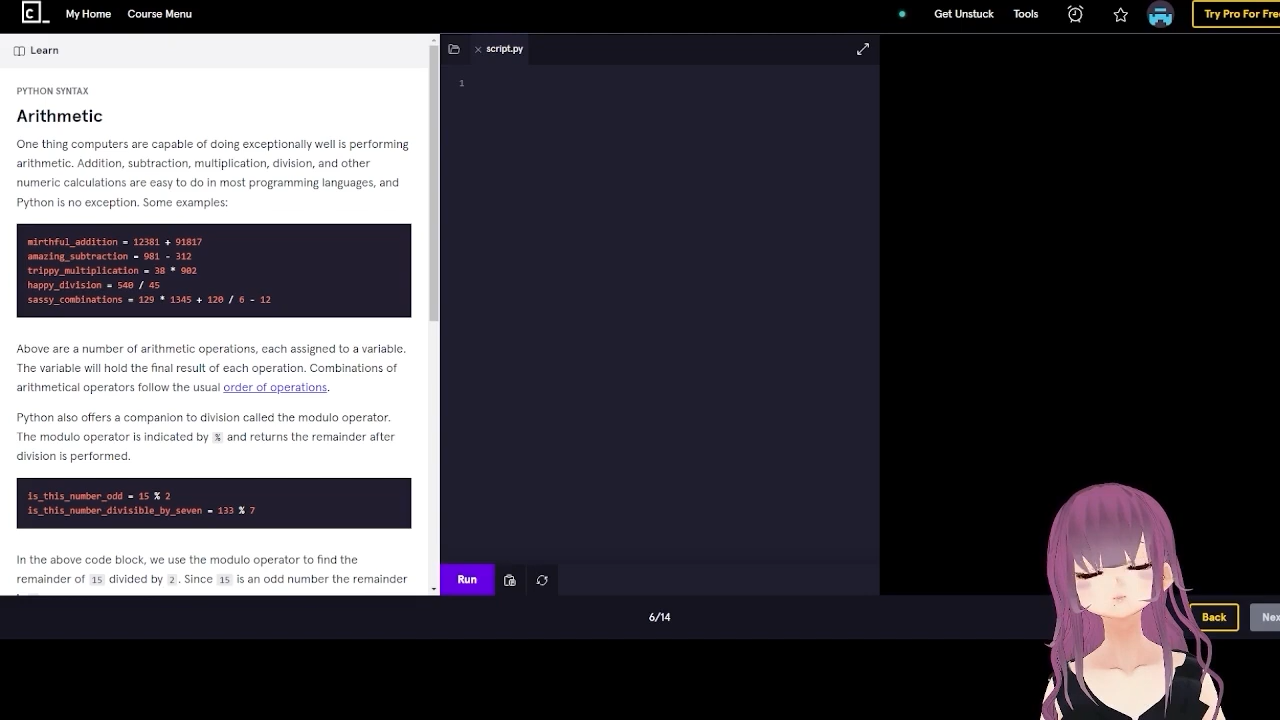 C_
My Home
Course Menu
Get Unstuck
Tools
Try Pro For Free
Learn
script.py
1
PYTHON SYNTAX
Arithmetic
One thing computers are capable of doing exceptionally well is performing
arithmetic. Addition, subtraction, multiplication, division, and other
numeric calculations are easy to do in most programming languages, and
Python is no exception. Some examples:
mirthful_addition = 12381 + 91817
amazing_subtraction = 981 - 312
trippy_multiplication = 38 * 902
happy_division = 540 / 45
sassy_combinations = 129 * 1345 + 120 / 6 - 12
Above are a number of arithmetic operations, each assigned to a variable.
The variable will hold the final result of each operation. Combinations of
arithmetical operators follow the usual order of operations.
Python also offers a companion to division called the modulo operator.
The modulo operator is indicated by % and returns the remainder after
division is performed.
is_this_number_odd = 15 % 2
is_this_number_divisible_by_seven = 133 % 7
In the above code block, we use the modulo operator to find the
remainder of 15 divided by 2. Since 15 is an odd number the remainder
Run
6/14
Back
Nex